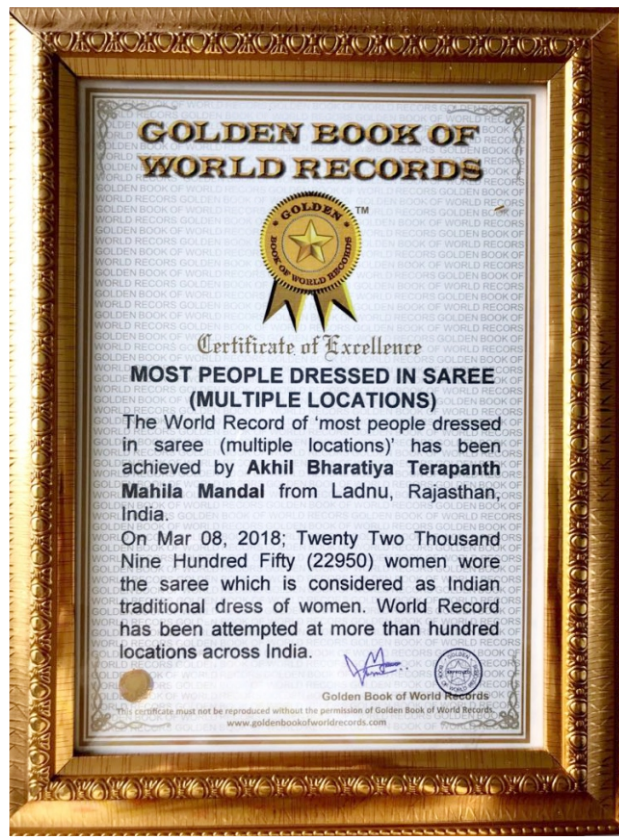 GOLDEN BOOK OF
WORLD RECORDS
GOLDEN
BOOK OF WORLD RECORDS
TM
Certificate of Excellence
MOST PEOPLE DRESSED IN SAREE
(MULTIPLE LOCATIONS)
The World Record of ‘most people dressed
in saree (multiple locations)’ has been
achieved by Akhil Bharatiya Terapanth
Mahila Mandal from Ladnu, Rajasthan,
India.
On Mar 08, 2018; Twenty Two Thousand
Nine Hundred Fifty (22950) women wore
the saree which is considered as Indian
traditional dress of women. World Record
has been attempted at more than hundred
locations across India.
Golden Book of World Records
This certificate must not be reproduced without the permission of Golden Book of World Records.
www.goldenbookofworldrecords.com